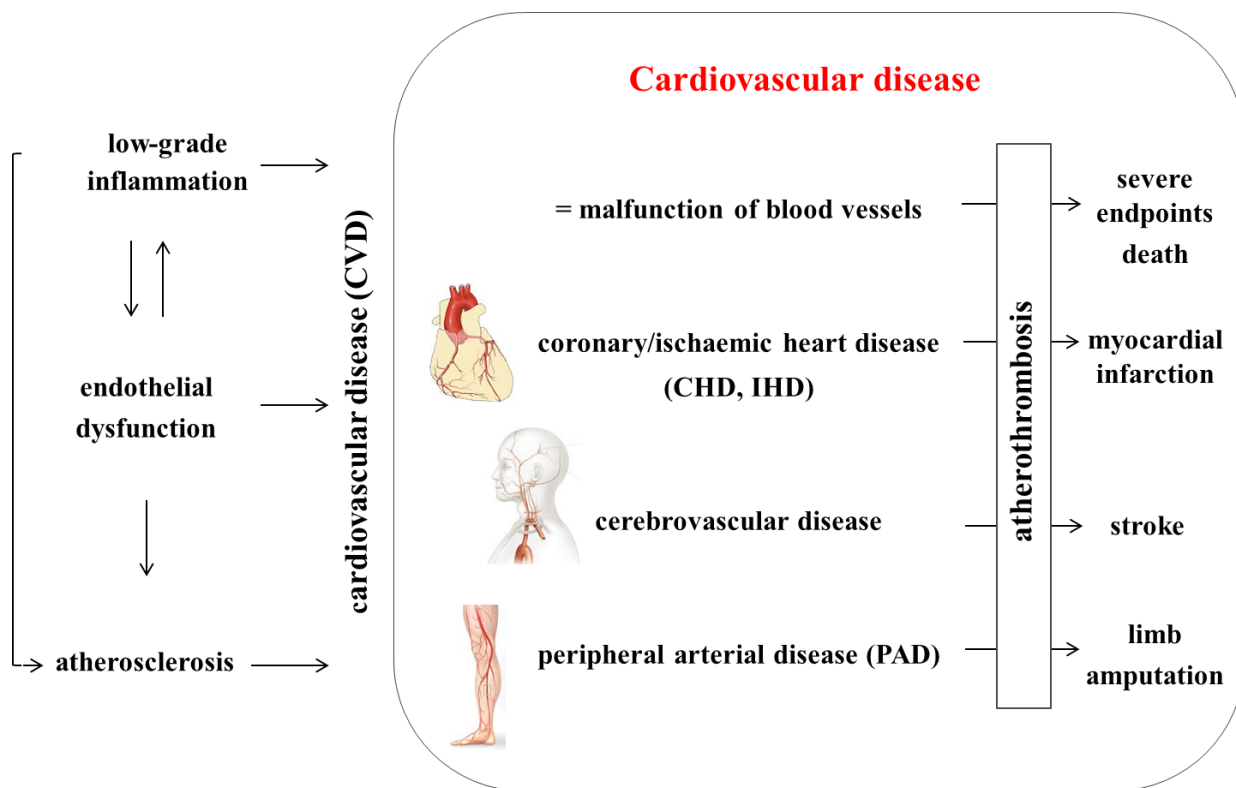 Cardiovascular disease
low-grade
inflammation
endothelial
dysfunction
atherosclerosis
cardiovascular disease (CVD)
= malfunction of blood vessels
coronary/ischaemic heart disease
(CHD, IHD)
cerebrovascular disease
peripheral arterial disease (PAD)
atherothrombosis
severe
endpoints
death
myocardial
infarction
stroke
limb
amputation